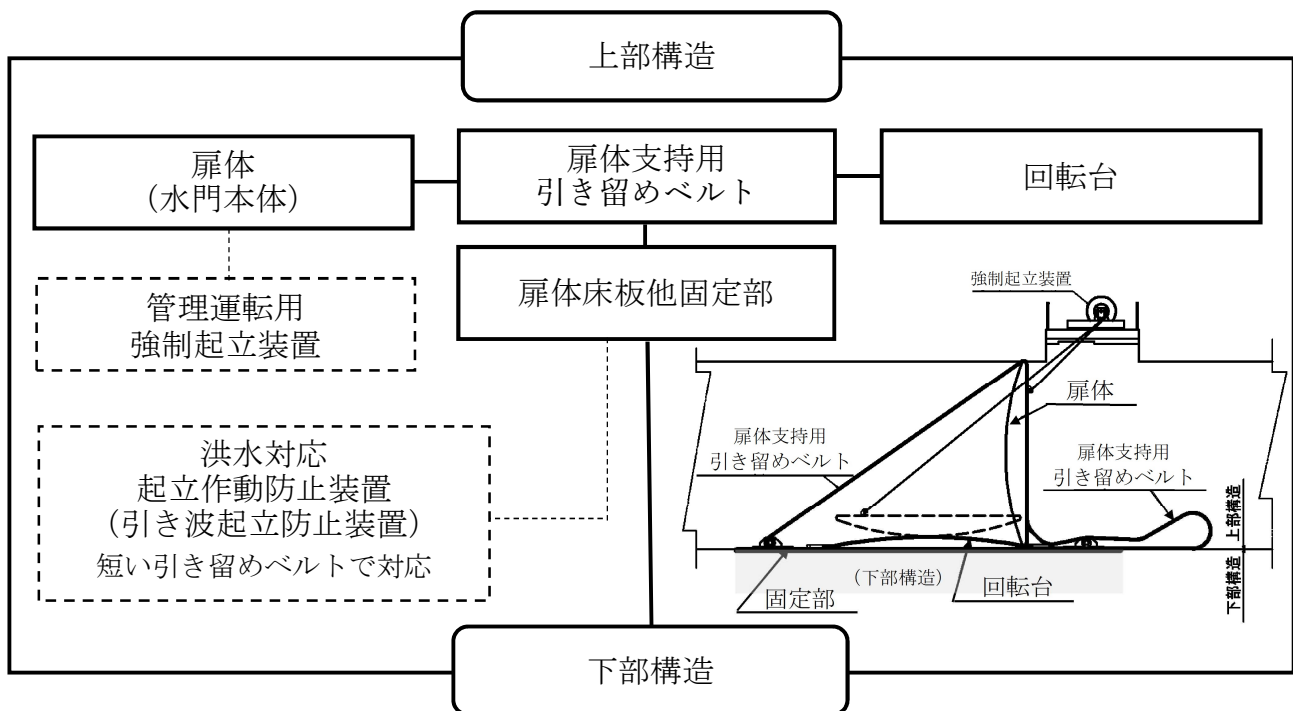 上部構造
扉体
(水門本体)
扉体支持用
引き留めベルト
回転台
管理運転用
強制起立装置
扉体床板他固定部
洪水対応
起立作動防止装置
(引き波起立防止装置)
短い引き留めベルトで対応
強制起立装置
扉体
扉体支持用
引き留めベルト
扉体支持用
引き留めベルト
上部構造
下部構造
(下部構造)
固定部
回転台
下部構造